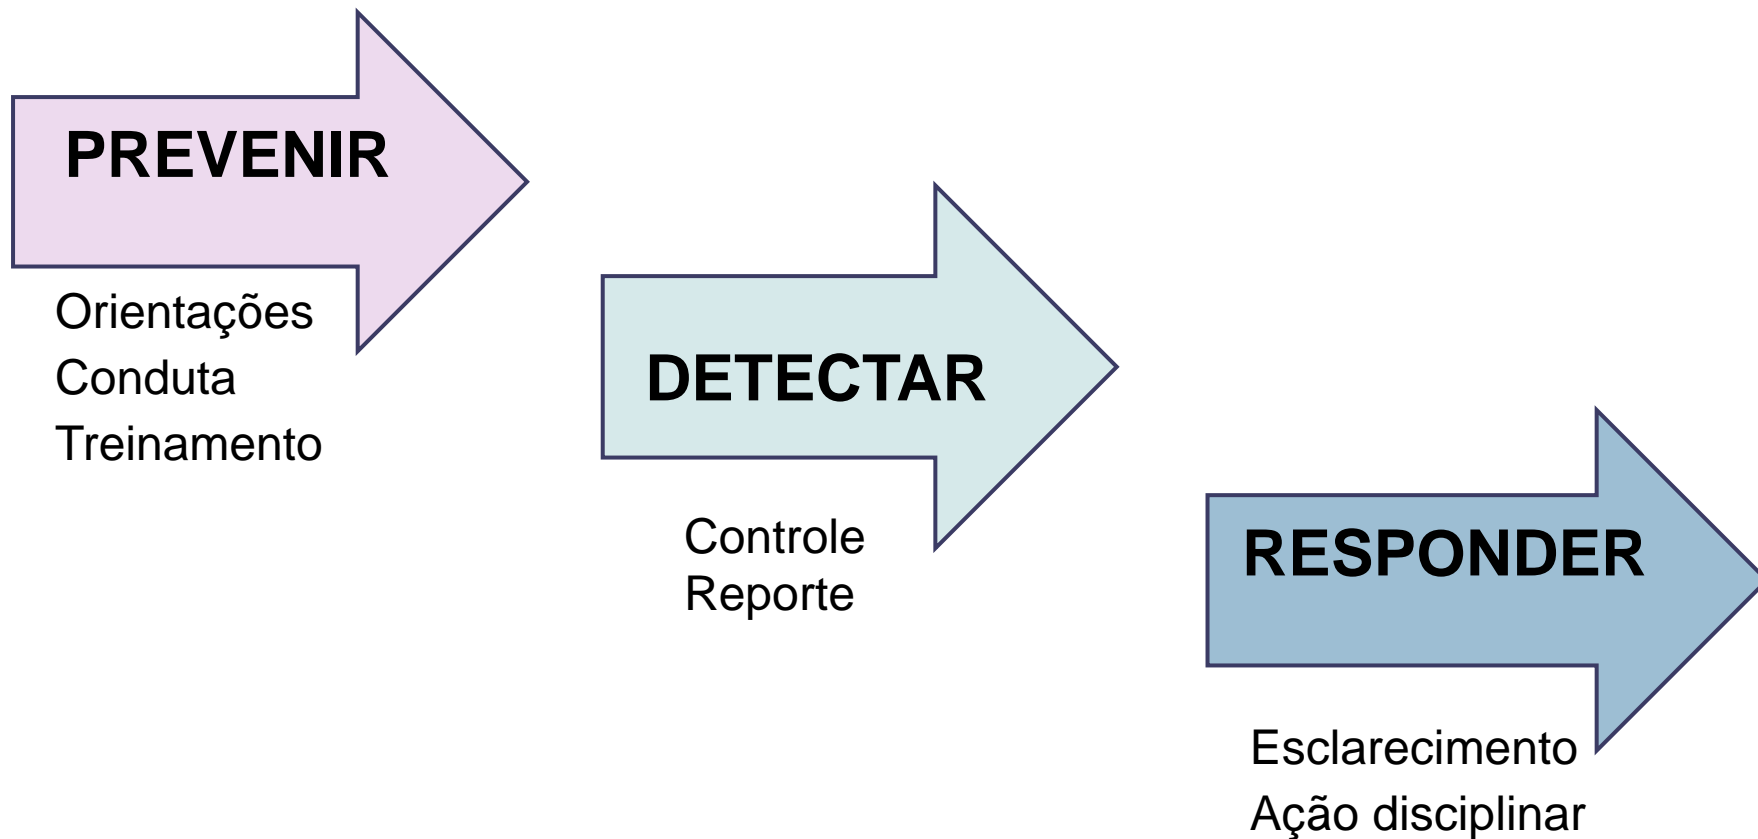 PREVENIR
Orientações
Conduta
Treinamento
DETECTAR
Controle
Reporte
RESPONDER
Esclarecimento
Ação disciplinar